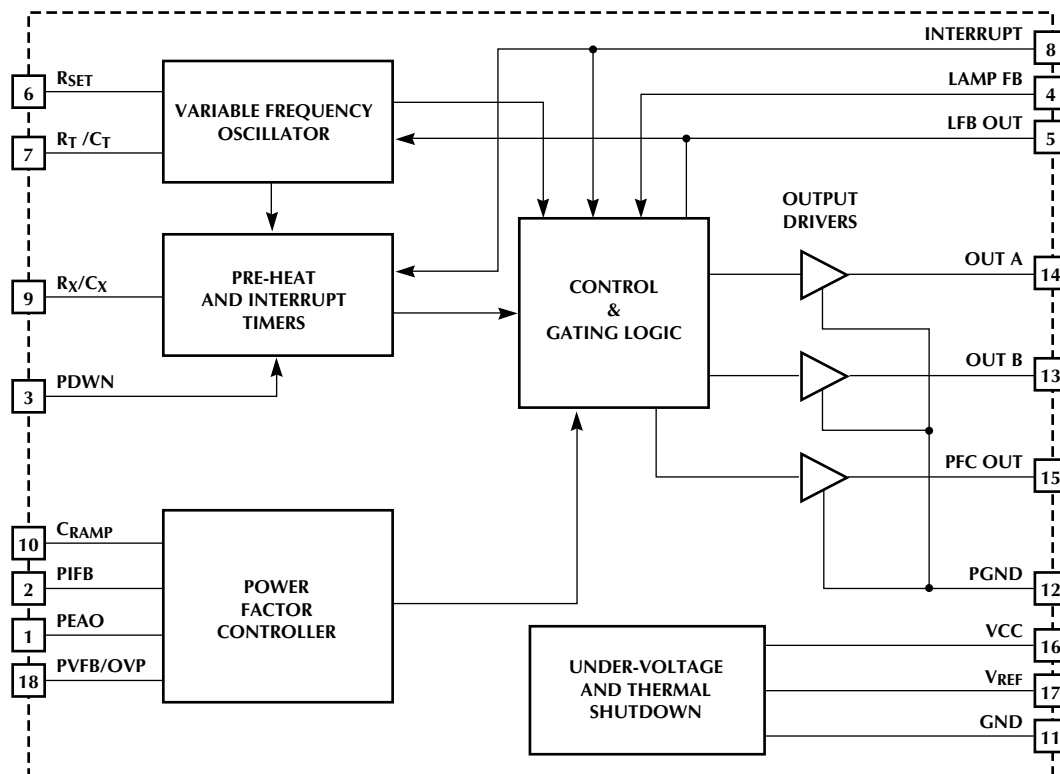 INTERRUPT
8
6
RSET
LAMP FB
4
VARIABLE FREQUENCY
OSCILLATOR
LFB OUT
5
7
RT /CT
OUTPUT
DRIVERS
9
RX/CX
PRE-HEAT
AND INTERRUPT
TIMERS
CONTROL
&
GATING LOGIC
OUT A
14
3
PDWN
OUT B
13
PFC OUT
15
10
CRAMP
2
PIFB
1
PEAO
18
PVFB/OVP
POWER
FACTOR
CONTROLLER
PGND
12
UNDER-VOLTAGE
AND THERMAL
SHUTDOWN
VCC
16
VREF
17
GND
11